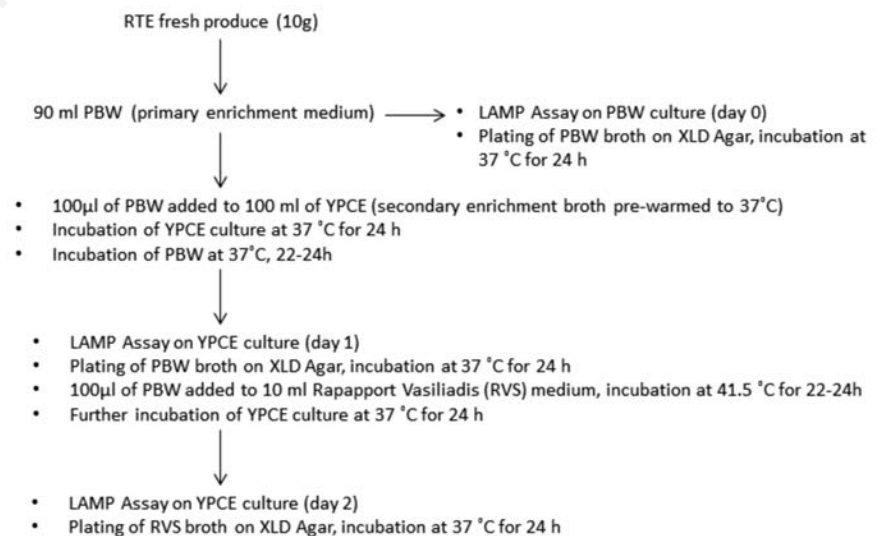 RTE fresh produce (10g)
90 ml PBW (primary enrichment medium)
• LAMP Assay on PBW culture (day 0)
• Plating of PBW broth on XLD Agar, incubation at
37 ˚C for 24 h
• 100µl of PBW added to 100 ml of YPCE (secondary enrichment broth pre-warmed to 37˚C)
• Incubation of YPCE culture at 37 ˚C for 24 h
• Incubation of PBW at 37˚C, 22-24h
• LAMP Assay on YPCE culture (day 1)
• Plating of PBW broth on XLD Agar, incubation at 37 ˚C for 24 h
• 100µl of PBW added to 10 ml Rapapport Vasiliadis (RVS) medium, incubation at 41.5 ˚C for 22-24h
• Further incubation of YPCE culture at 37 ˚C for 24 h
• LAMP Assay on YPCE culture (day 2)
• Plating of RVS broth on XLD Agar, incubation at 37 ˚C for 24 h